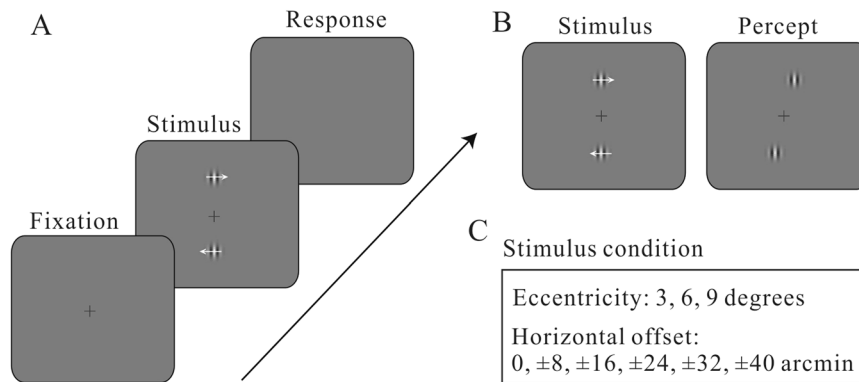 A
Response
Stimulus
Fixation
B
Stimulus
Percept
C
Stimulus condition
Eccentricity: 3, 6, 9 degrees
Horizontal offset:
0, ±8, ±16, ±24, ±32, ±40 arcmin